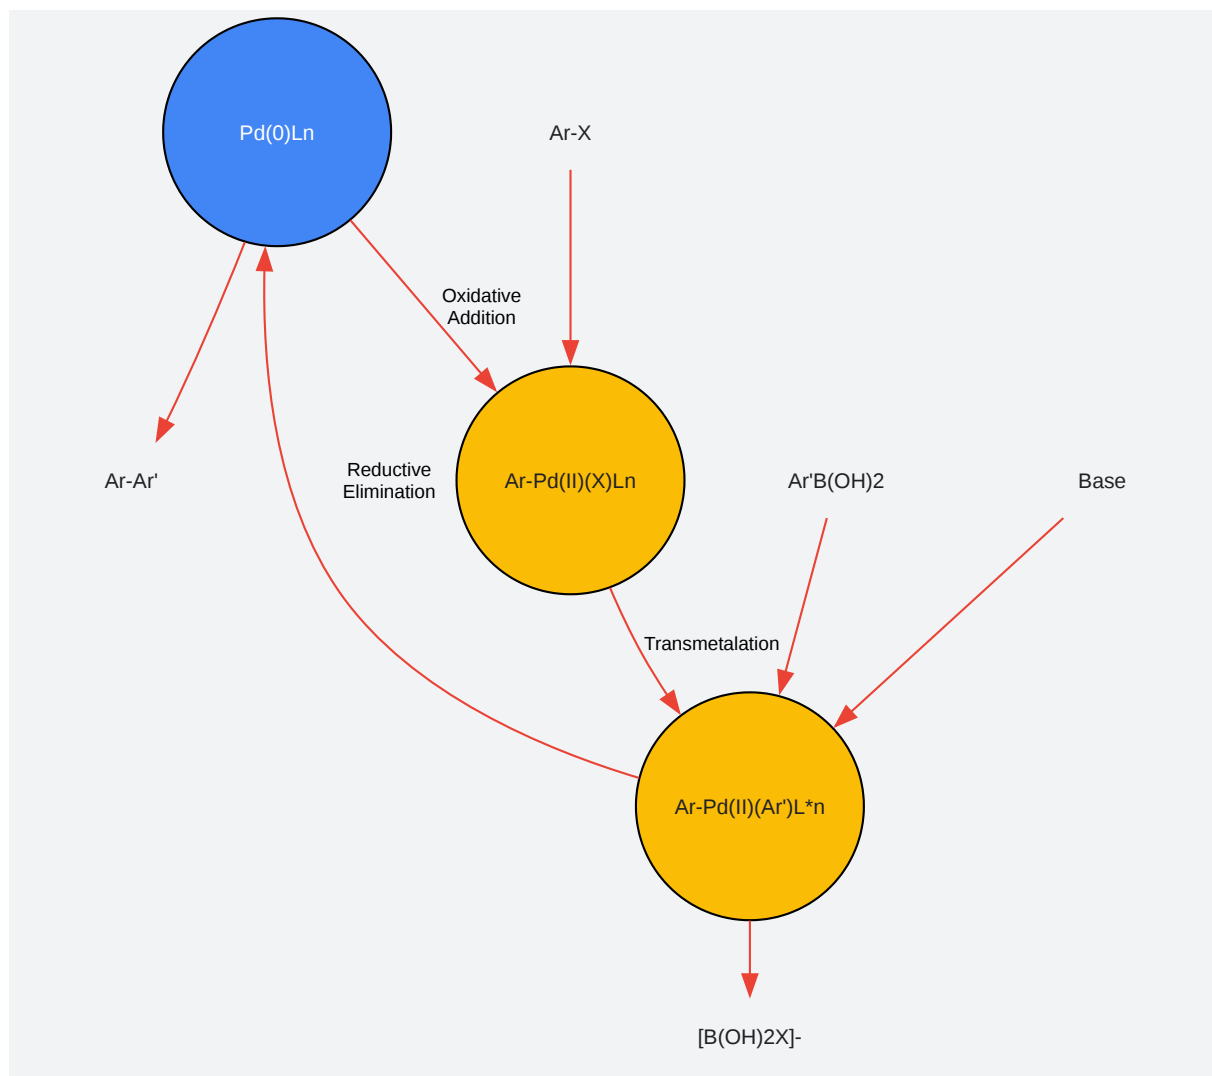 Pd(0)Ln
Ar-X
Oxidative
Addition
Ar-Ar'
Reductive
Elimination
Ar-Pd(II)(X)Ln
Ar'B(OH)2
Base
Transmetalation
Ar-Pd(II)(Ar')L*n
[B(OH)2X]-